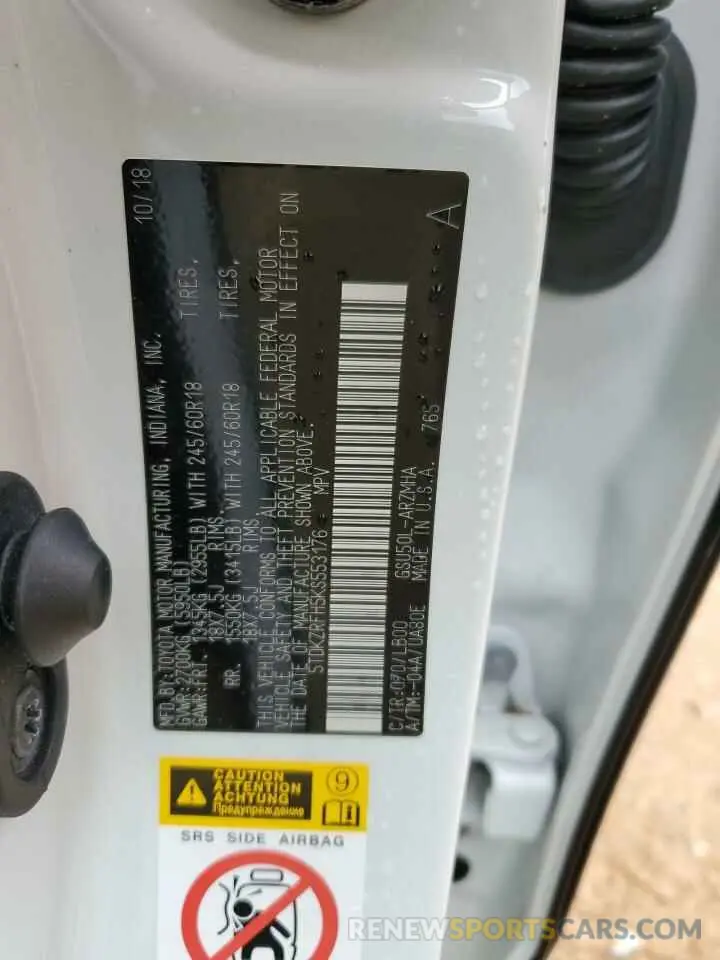 MFD.BY:TOYOTA MOTOR MANUFACTURING, INDIANA, INC. 10/18
GVWR:2700KG (5950LB)
GAWR:FRT. 1345KG (2955LB) WITH 245/60R18 TIRES,
18X7.5J RIMS,
RR. 1550KG (3415LB) WITH 245/60R18 TIRES,
18X7.5J RIMS
THIS VEHICLE CONFORMS TO ALL APPLICABLE FEDERAL MOTOR
VEHICLE SAFETY AND THEFT PREVENTION STANDARDS IN EFFECT ON
THE DATE OF MANUFACTURE SHOWN ABOVE.
5TDKZRFH5KS553176 MPV
C/TR:070/LB00 GSU50L-ARZMHA
A/TM:-04A/UA80E MADE IN U.S.A. 76S
A
CAUTION
ATTENTION
ACHTUNG
Предупреждение
9
SRS SIDE AIRBAG
RENEWSPORTSCARS.COM